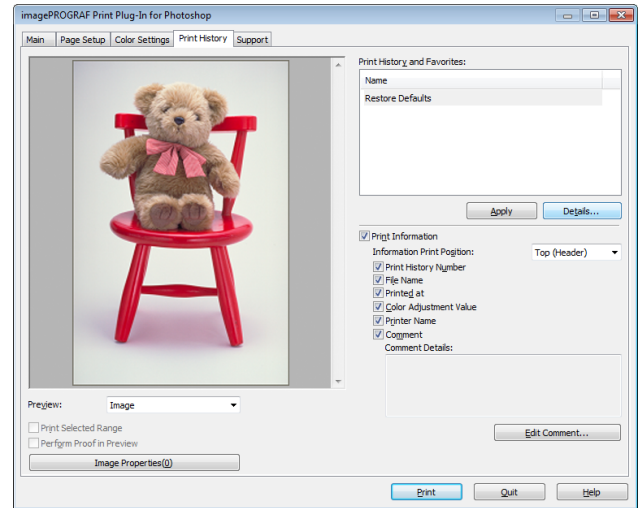 imagePROGRAF Print Plug-In for Photoshop
Main Page Setup Color Settings Print History Support
Print History and Favorites:
Name
Restore Defaults
Apply Details...
Print Information
Information Print Position: Top (Header)
Print History Number
File Name
Printed at
Color Adjustment Value
Printer Name
Comment
Comment Details:
Preview: Image
Print Selected Range
Perform Proof in Preview
Edit Comment...
Image Properties(0)
Print Quit Help